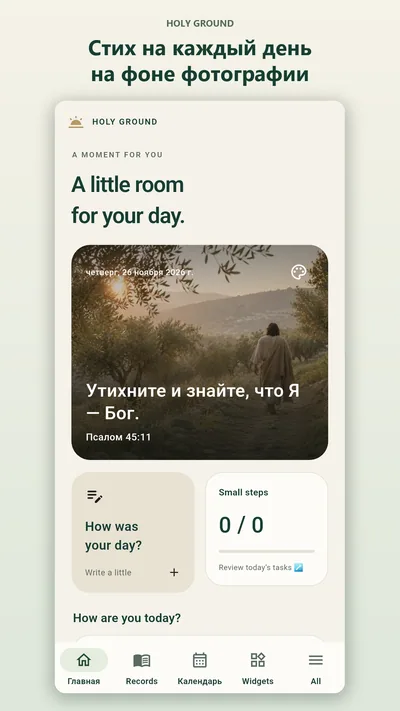 HOLY GROUND
Стих на каждый день
на фоне фотографии
HOLY GROUND
A MOMENT FOR YOU
A little room
for your day.
четверг, 26 ноября 2026 г.
Утихните и знайте, что Я
— Бог.
Псалом 45:11
How was
your day?
Write a little
Small steps
0 / 0
Review today's tasks
How are you today?
Главная
Records
Календарь
Widgets
All